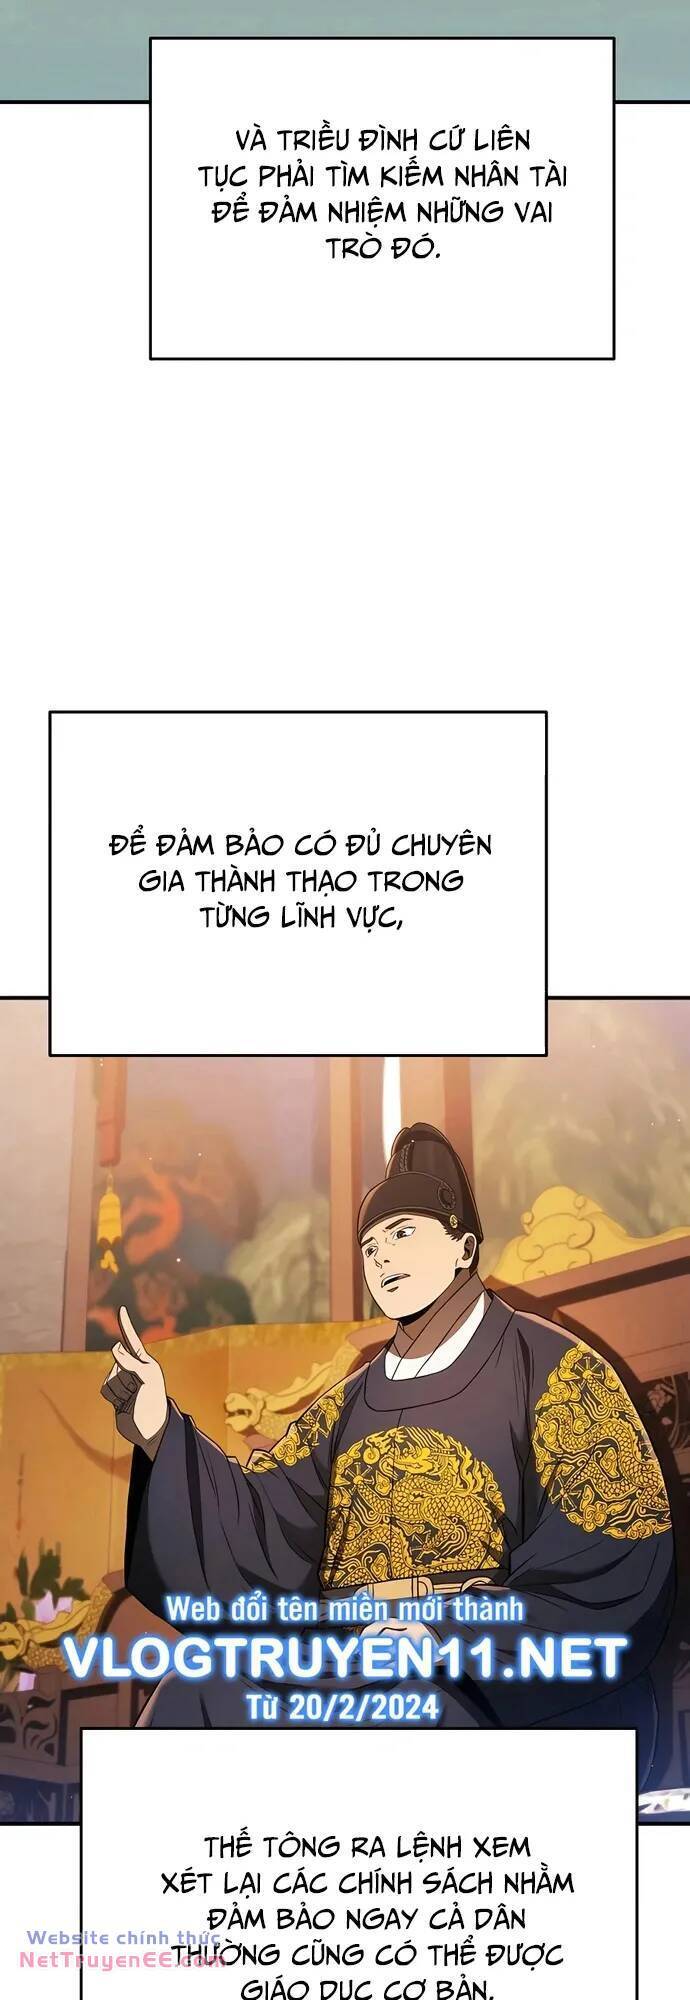 VÀ TRIỀU ĐÌNH CỨ LIÊN
TỤC PHẢI TÌM KIẾM NHÂN TÀI
ĐỂ ĐẢM NHIỆM NHỮNG VAI
TRÒ ĐÓ.
ĐỂ ĐẢM BẢO CÓ ĐỦ CHUYÊN
GIA THÀNH THẠO TRONG
TỪNG LĨNH VỰC,
Web đổi tên miền mới thành
VLOGTRUYEN11.NET
Từ 20/2/2024
THẾ TÔNG RA LỆNH XEM
XÉT LẠI CÁC CHÍNH SÁCH NHẰM
ĐẢM BẢO NGAY CẢ DÂN
THƯỜNG CŨNG CÓ THỂ ĐƯỢC
GIÁO DỤC CƠ BẢN.
Website chính thức
NetTruyenEE.com